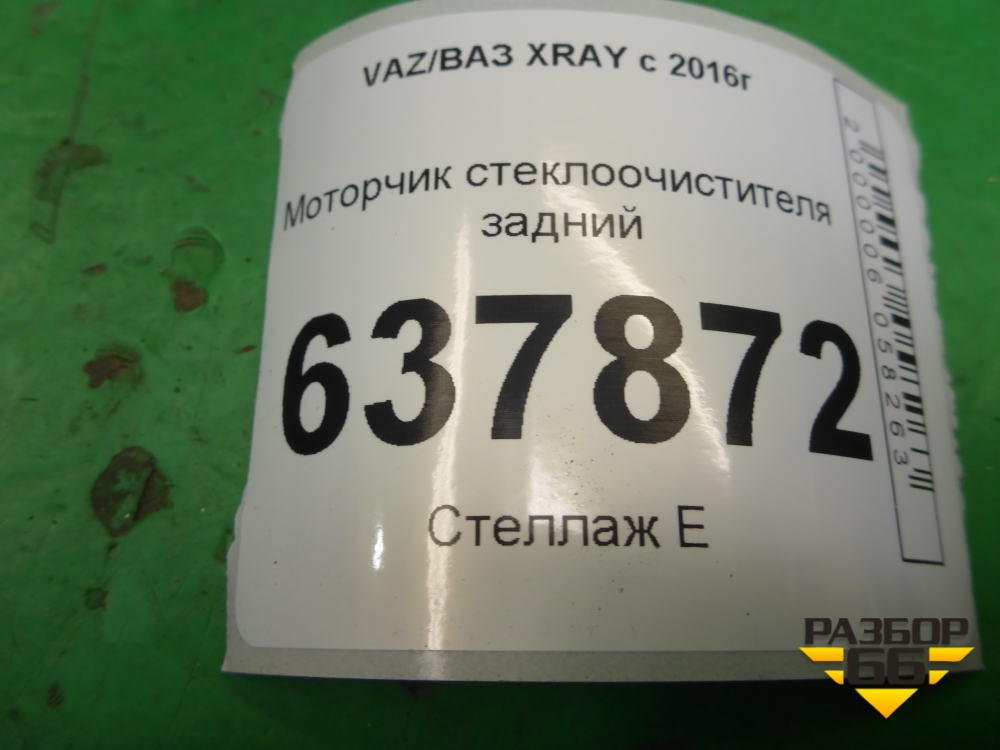 VAZ/ВАЗ XRAY с 2016г
Моторчик стеклоочистителя
задний
637872
Стеллаж Е
2000006058263
РАЗБОР
66